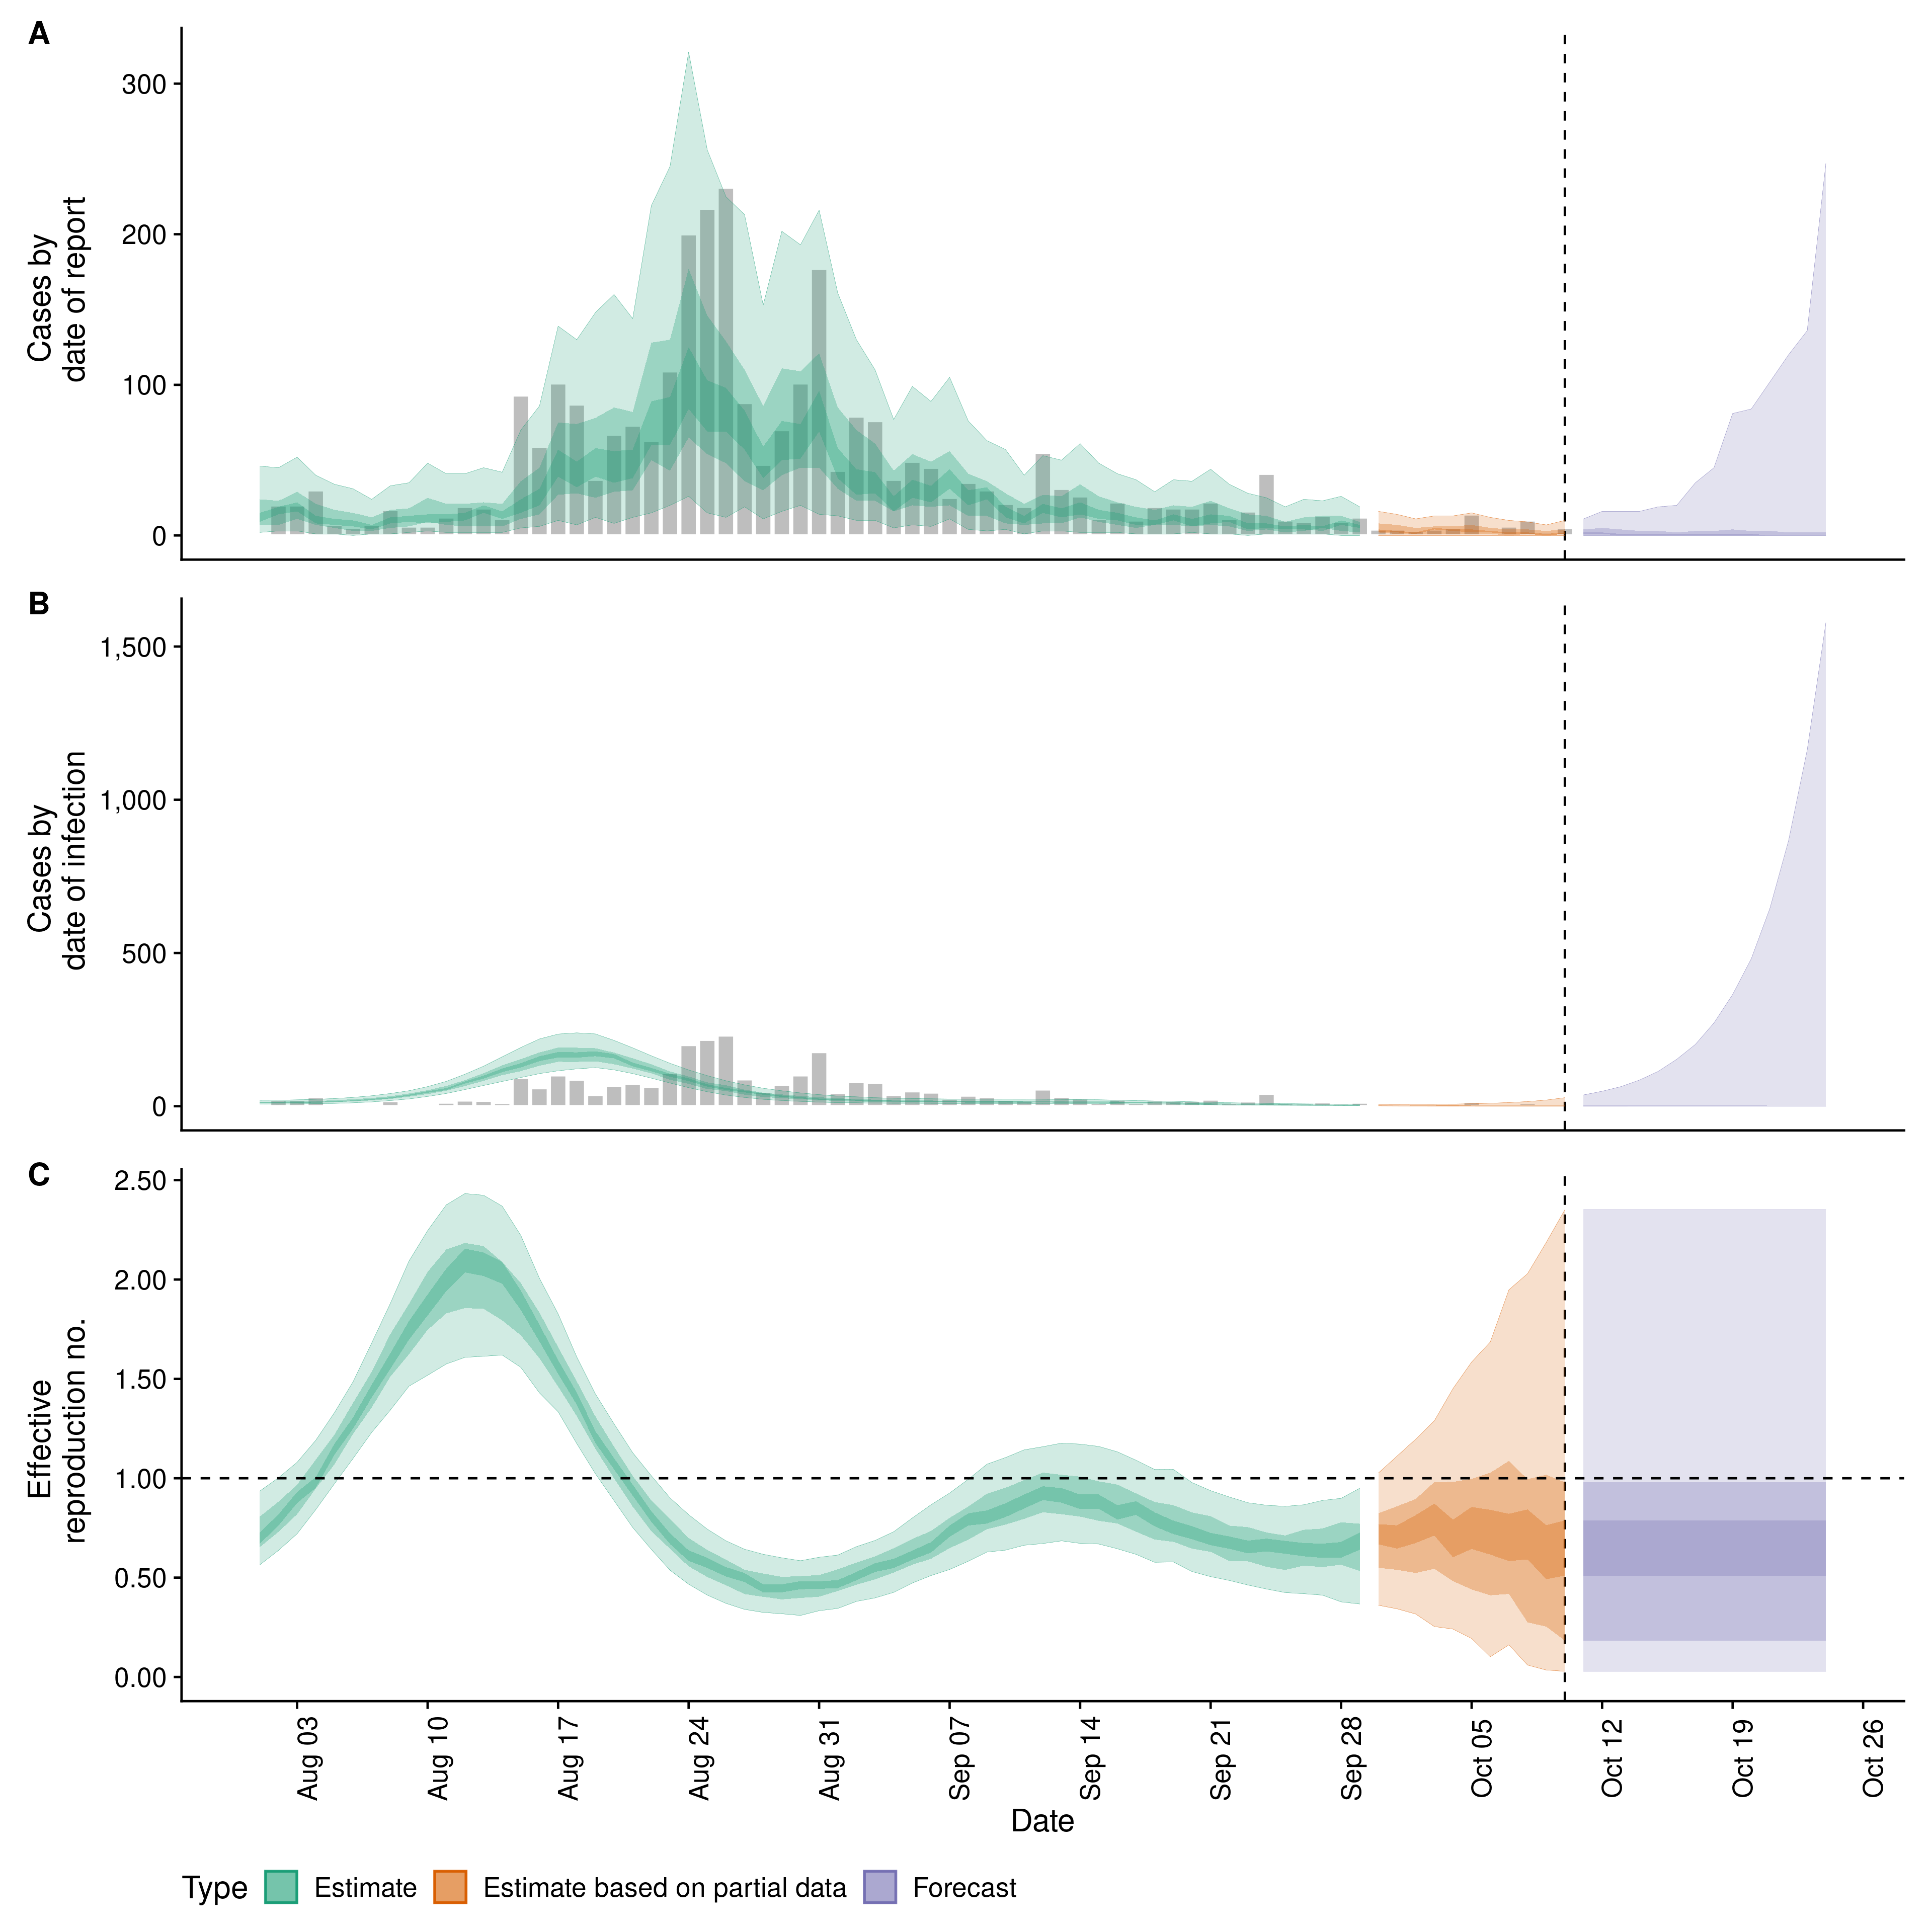 A
300
200
100
0
Cases by
date of report
B
1,500
1,000
500
0
Cases by
date of infection
C
2.50
2.00
1.50
1.00
0.50
0.00
Effective
reproduction no.
Aug 03
Aug 10
Aug 17
Aug 24
Aug 31
Sep 07
Sep 14
Sep 21
Sep 28
Oct 05
Oct 12
Oct 19
Oct 26
Date
Type
Estimate
Estimate based on partial data
Forecast